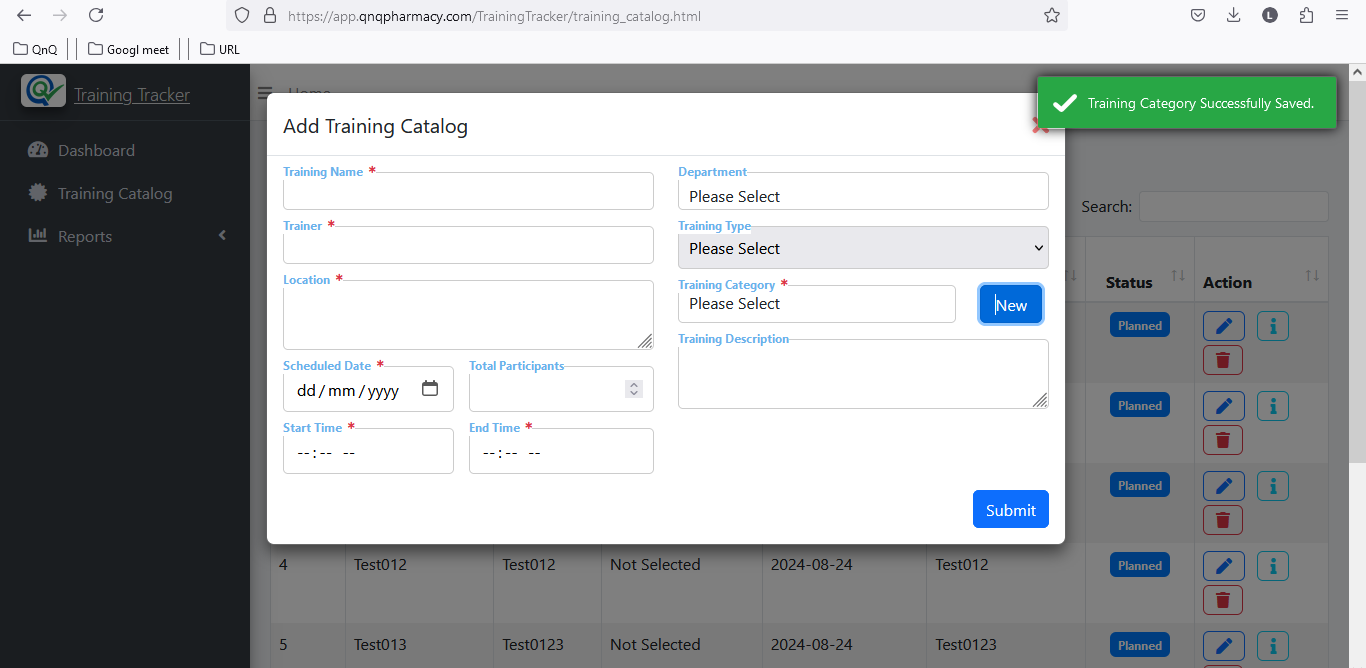 https://app.qnqpharmacy.com/TrainingTracker/training_catalog.html
L
QnQ
Googl meet
URL
Training Tracker
Home
Training Category Successfully Saved.
Dashboard
Training Catalog
Reports
Add Training Catalog
Training Name *
Department
Please Select
Trainer *
Training Type
Please Select
Location *
Training Category *
Please Select
New
Training Description
Scheduled Date *
Total Participants
dd/mm/yyyy
Start Time *
End Time *
--:-- --
--:-- --
Submit
Search:
Status
Action
Planned
Planned
Planned
4 Test012 Test012 Not Selected 2024-08-24 Test012 Planned
5 Test013 Test0123 Not Selected 2024-08-24 Test0123 Planned